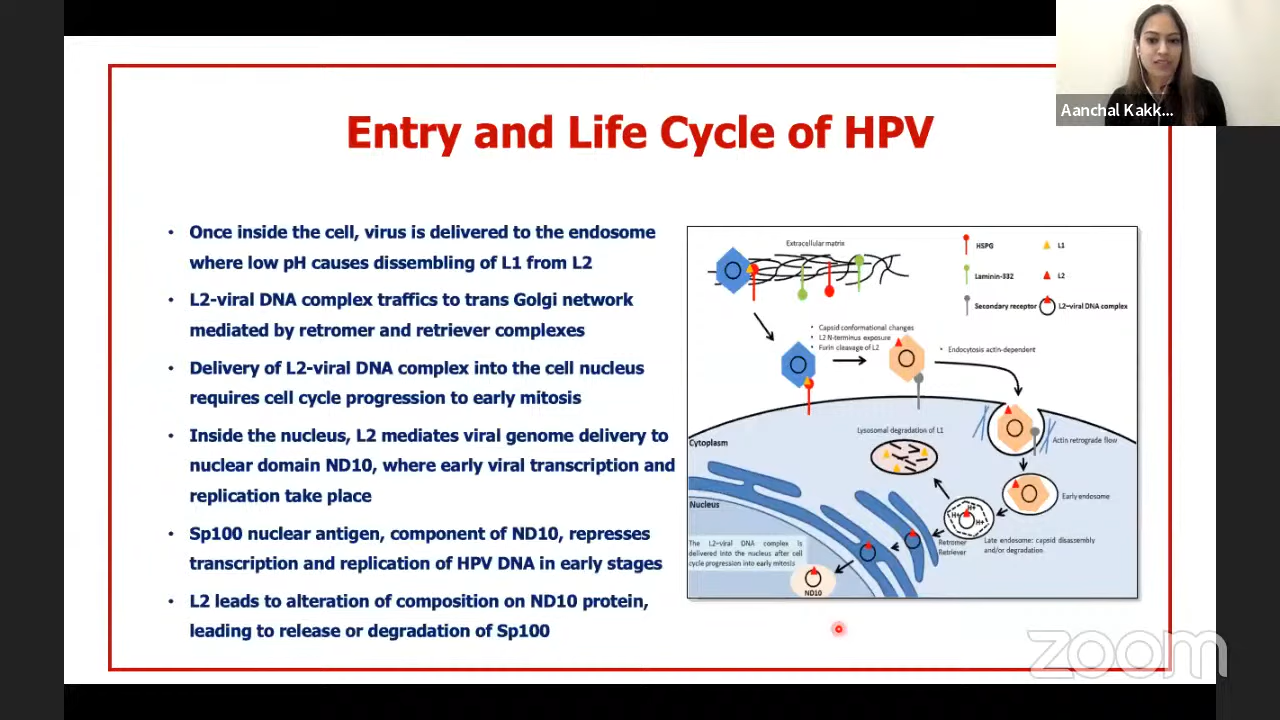 Aanchal Kakk...
Entry and Life Cycle of HPV
• Once inside the cell, virus is delivered to the endosome
where low pH causes dissembling of L1 from L2
• L2-viral DNA complex traffics to trans Golgi network
mediated by retromer and retriever complexes
• Delivery of L2-viral DNA complex into the cell nucleus
requires cell cycle progression to early mitosis
• Inside the nucleus, L2 mediates viral genome delivery to
nuclear domain ND10, where early viral transcription and
replication take place
• Sp100 nuclear antigen, component of ND10, represses
transcription and replication of HPV DNA in early stages
• L2 leads to alteration of composition on ND10 protein,
leading to release or degradation of Sp100
Extracellular matrix
HSPG
L1
Laminin-332
L2
Secondary receptor
L2-viral DNA complex
• Capsid conformational changes
• L2 N-terminus exposure
• Furin cleavage of L2
• Endocytosis actin-dependent
Lysosomal degradation of L1
Cytoplasm
Actin retrograde flow
Early endosome
Nucleus
H+
H+
H+
Retromer
Retriever
Late endosome: capsid disassembly
and/or degradation.
The L2-viral DNA complex is
delivered into the nucleus after cell
cycle progression into early mitosis
ND10
zoom